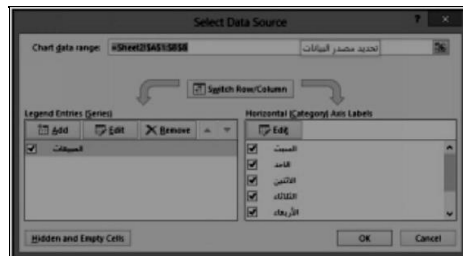 Select Data Source
Chart data range: =Sheet2!$A$1:$B$8
تحديد مصدر البيانات
Switch Row/Column
Legend Entries (Series)
Add Edit Remove
المبيعات
Horizontal (Category) Axis Labels
Edit
السبت
الاحد
الاثنين
الثلاثاء
الأربعاء
Hidden and Empty Cells
OK Cancel